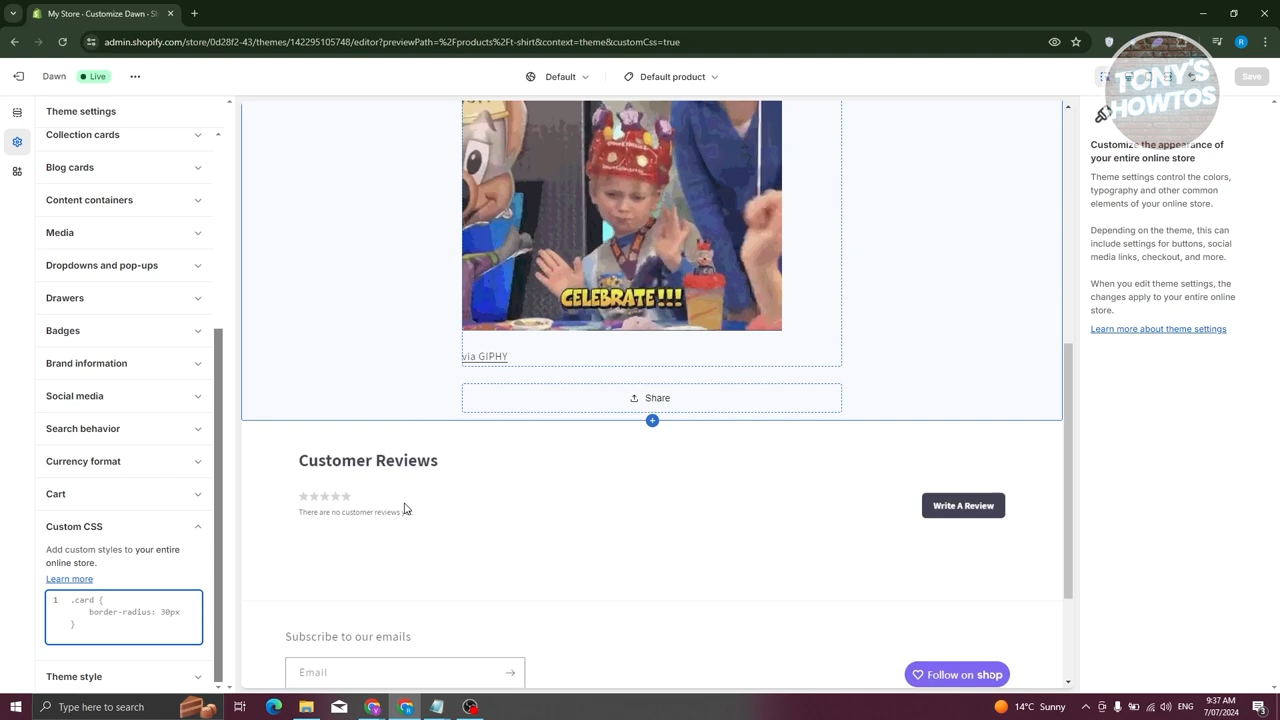 My Store · Customize Dawn · Sh
admin.shopify.com/store/0d28f2-43/themes/142295105748/editor?previewPath=%2Fproducts%2Ft-shirt&context=theme&customCss=true
Dawn
Live
Default
Default product
Save
TONY'S
HOWTOS
Theme settings
Collection cards
Blog cards
Content containers
Media
Dropdowns and pop-ups
Drawers
Badges
Brand information
Social media
Search behavior
Currency format
Cart
Custom CSS
Add custom styles to your entire
online store.
Learn more
1 .card {
border-radius: 30px
}
Theme style
CELEBRATE!!!
via GIPHY
Share
Customer Reviews
There are no customer reviews
Write A Review
Subscribe to our emails
Email
Follow on shop
Customize the appearance of
your entire online store
Theme settings control the colors,
typography and other common
elements of your online store.
Depending on the theme, this can
include settings for buttons, social
media links, checkout, and more.
When you edit theme settings, the
changes apply to your entire online
store.
Learn more about theme settings
Type here to search
14°C Sunny
9:37 AM
7/07/2024